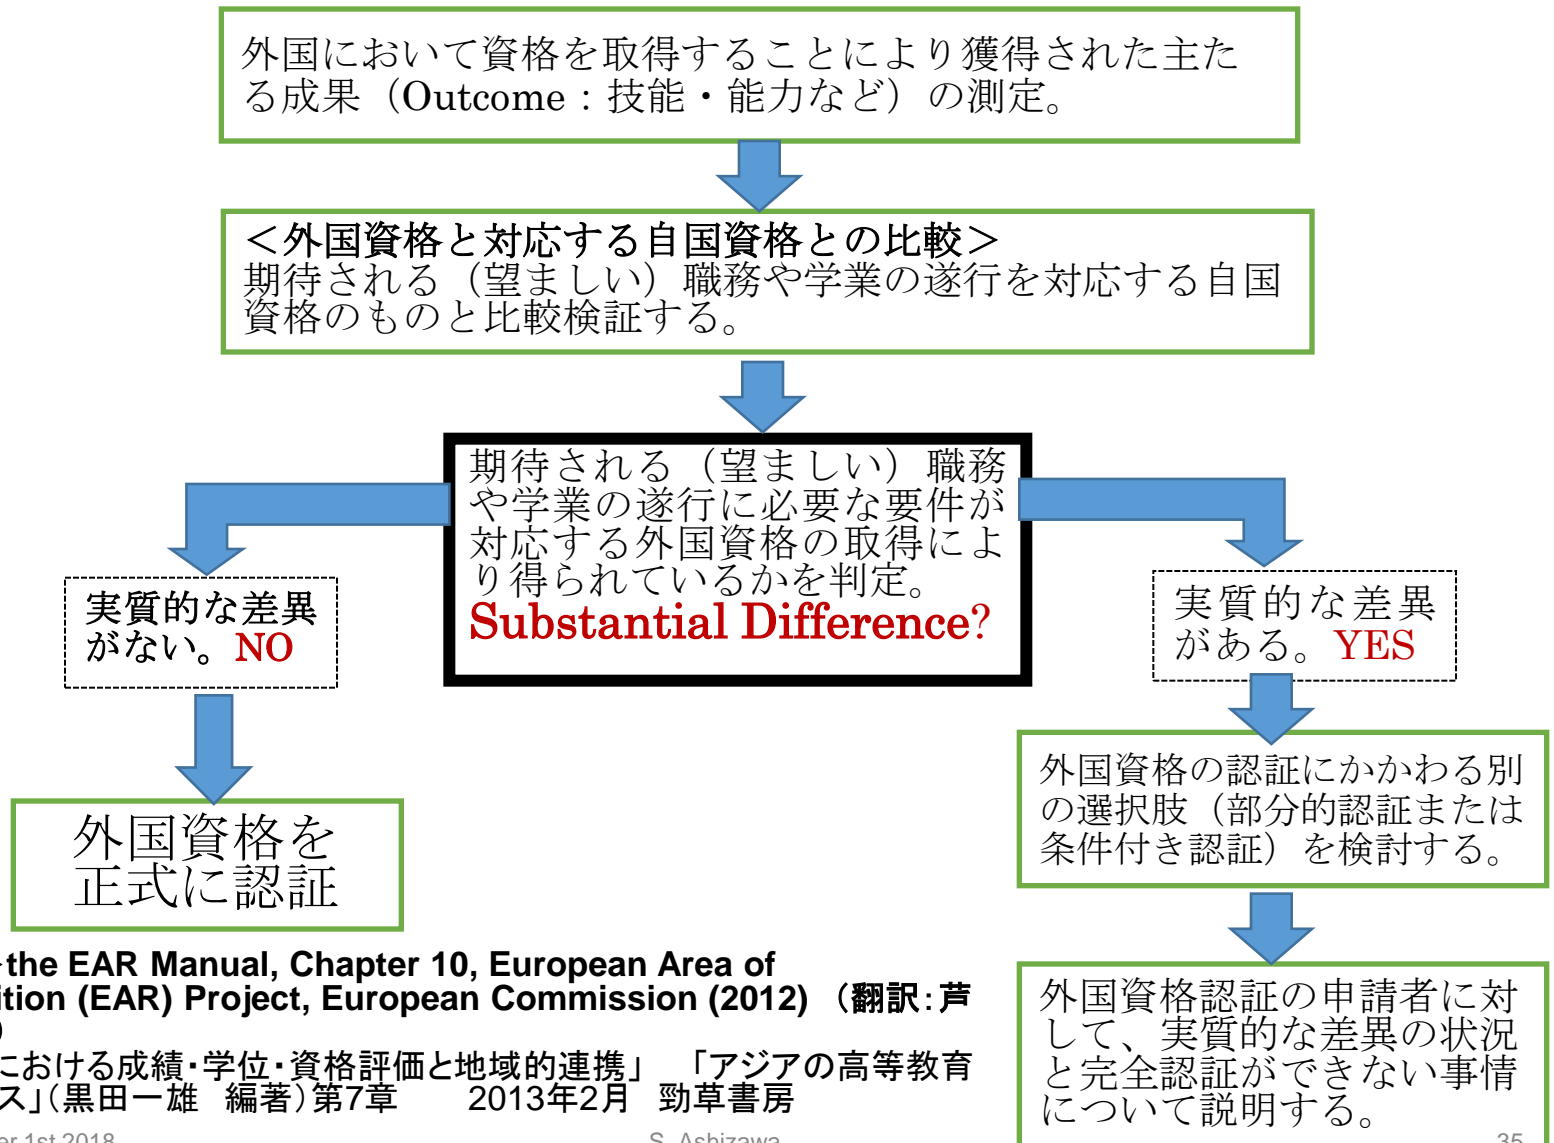 外国において資格を取得することにより獲得された主た
る成果（Outcome：技能・能力など）の測定。
＜外国資格と対応する自国資格との比較＞
期待される（望ましい）職務や学業の遂行を対応する自国
資格のものと比較検証する。
期待される（望ましい）職務
や学業の遂行に必要な要件が
対応する外国資格の取得によ
り得られているかを判定。
Substantial Difference?
実質的な差異
がない。NO
実質的な差異
がある。YES
外国資格を
正式に認証
外国資格の認証にかかわる別
の選択肢（部分的認証または
条件付き認証）を検討する。
外国資格認証の申請者に対
して、実質的な差異の状況
と完全認証ができない事情
について説明する。
the EAR Manual, Chapter 10, European Area of
ition (EAR) Project, European Commission (2012) （翻訳：芦
）
における成績・学位・資格評価と地域的連携」 「アジアの高等教育
ス」（黒田一雄 編著）第7章 2013年2月 勁草書房
er 1st 2018
S. Ashizawa
35